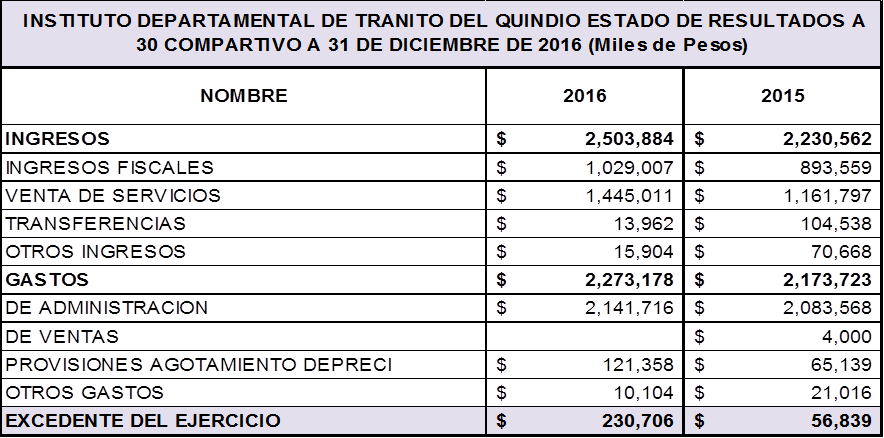 INSTITUTO DEPARTAMENTAL DE TRANITO DEL QUINDIO ESTADO DE RESULTADOS A
30 COMPARTIVO A 31 DE DICIEMBRE DE 2016 (Miles de Pesos)
NOMBRE 2016 2015
INGRESOS $ 2,503,884 $ 2,230,562
INGRESOS FISCALES $ 1,029,007 $ 893,559
VENTA DE SERVICIOS $ 1,445,011 $ 1,161,797
TRANSFERENCIAS $ 13,962 $ 104,538
OTROS INGRESOS $ 15,904 $ 70,668
GASTOS $ 2,273,178 $ 2,173,723
DE ADMINISTRACION $ 2,141,716 $ 2,083,568
DE VENTAS $ 4,000
PROVISIONES AGOTAMIENTO DEPRECI $ 121,358 $ 65,139
OTROS GASTOS $ 10,104 $ 21,016
EXCEDENTE DEL EJERCICIO $ 230,706 $ 56,839